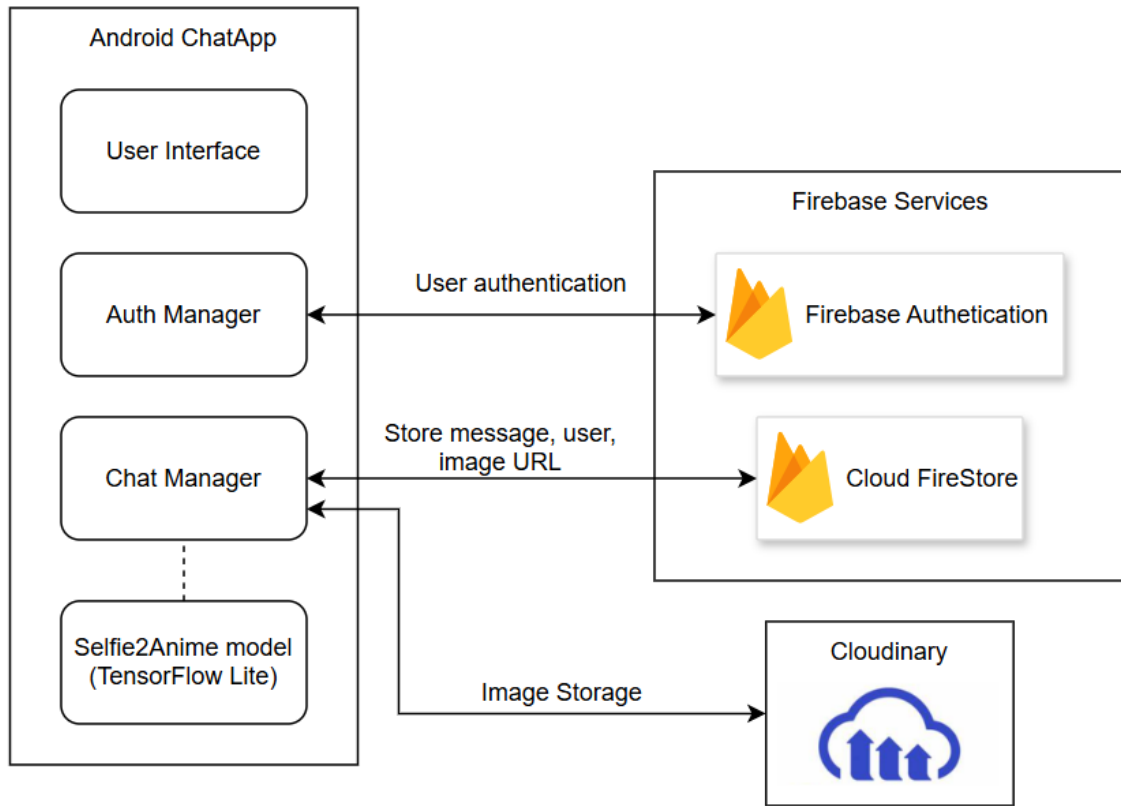 Android ChatApp
User Interface
Firebase Services
User authentication
Auth Manager
Firebase Authetication
Store message, user,
image URL
Chat Manager
Cloud FireStore
Selfie2Anime model
(TensorFlow Lite)
Cloudinary
Image Storage